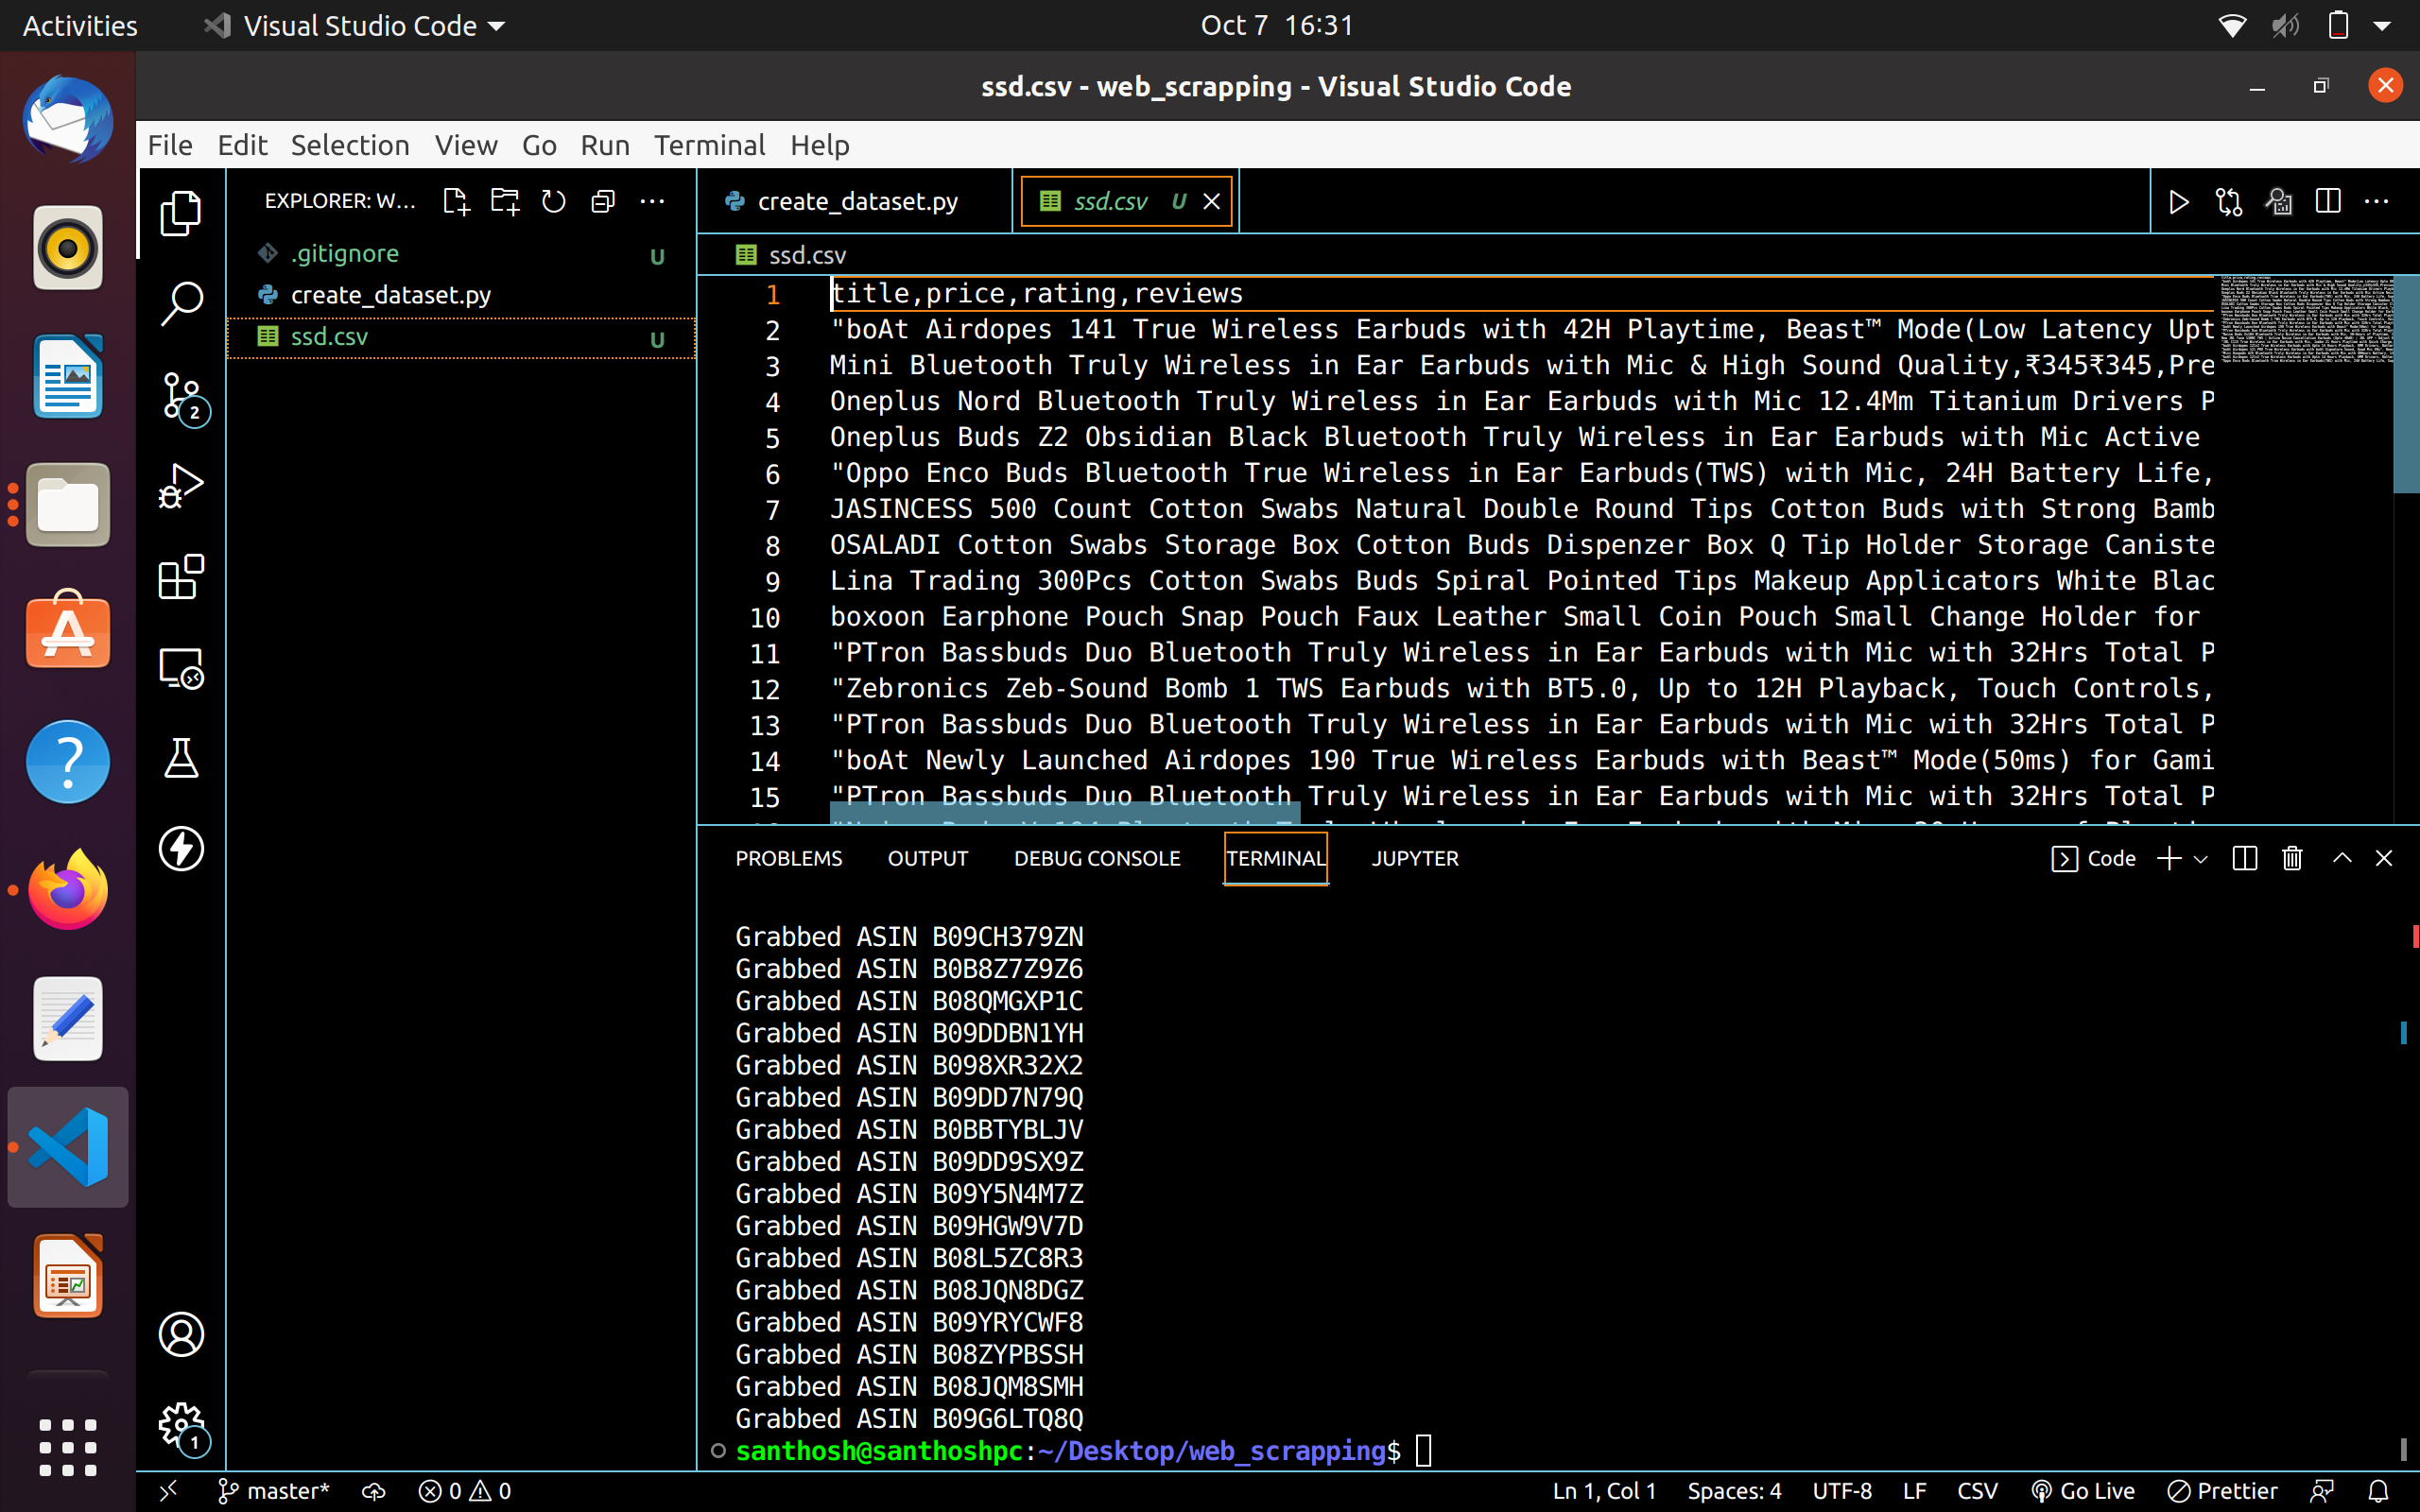 Activities
Visual Studio Code
Oct 7 16:31
ssd.csv - web_scrapping - Visual Studio Code
File Edit Selection View Go Run Terminal Help
EXPLORER: W...
create_dataset.py
ssd.csv U
.gitignore U
create_dataset.py
ssd.csv U
2
1
ssd.csv
1 title,price,rating,reviews
2 "boAt Airdopes 141 True Wireless Earbuds with 42H Playtime, Beast™ Mode(Low Latency Upt
3 Mini Bluetooth Truly Wireless in Ear Earbuds with Mic & High Sound Quality,₹345₹345,Pre
4 Oneplus Nord Bluetooth Truly Wireless in Ear Earbuds with Mic 12.4Mm Titanium Drivers P
5 Oneplus Buds Z2 Obsidian Black Bluetooth Truly Wireless in Ear Earbuds with Mic Active
6 "Oppo Enco Buds Bluetooth True Wireless in Ear Earbuds(TWS) with Mic, 24H Battery Life,
7 JASINCESS 500 Count Cotton Swabs Natural Double Round Tips Cotton Buds with Strong Bamb
8 OSALADI Cotton Swabs Storage Box Cotton Buds Dispenzer Box Q Tip Holder Storage Caniste
9 Lina Trading 300Pcs Cotton Swabs Buds Spiral Pointed Tips Makeup Applicators White Blac
10 boxoon Earphone Pouch Snap Pouch Faux Leather Small Coin Pouch Small Change Holder for
11 "PTron Bassbuds Duo Bluetooth Truly Wireless in Ear Earbuds with Mic with 32Hrs Total P
12 "Zebronics Zeb-Sound Bomb 1 TWS Earbuds with BT5.0, Up to 12H Playback, Touch Controls,
13 "PTron Bassbuds Duo Bluetooth Truly Wireless in Ear Earbuds with Mic with 32Hrs Total P
14 "boAt Newly Launched Airdopes 190 True Wireless Earbuds with Beast™ Mode(50ms) for Gami
15 "PTron Bassbuds Duo Bluetooth Truly Wireless in Ear Earbuds with Mic with 32Hrs Total P
PROBLEMS OUTPUT DEBUG CONSOLE TERMINAL JUPYTER
Code
Grabbed ASIN B09CH379ZN
Grabbed ASIN B0B8Z7Z9Z6
Grabbed ASIN B08QMGXP1C
Grabbed ASIN B09DDBN1YH
Grabbed ASIN B098XR32X2
Grabbed ASIN B09DD7N79Q
Grabbed ASIN B0BBTYBLJV
Grabbed ASIN B09DD9SX9Z
Grabbed ASIN B09Y5N4M7Z
Grabbed ASIN B09HGW9V7D
Grabbed ASIN B08L5ZC8R3
Grabbed ASIN B08JQN8DGZ
Grabbed ASIN B09YRYCWF8
Grabbed ASIN B08ZYPBSSH
Grabbed ASIN B08JQM8SMH
Grabbed ASIN B09G6LTQ8Q
santhosh@santhoshpc:~/Desktop/web_scrapping$
master* 0 0
Ln 1, Col 1 Spaces: 4 UTF-8 LF CSV Go Live Prettier